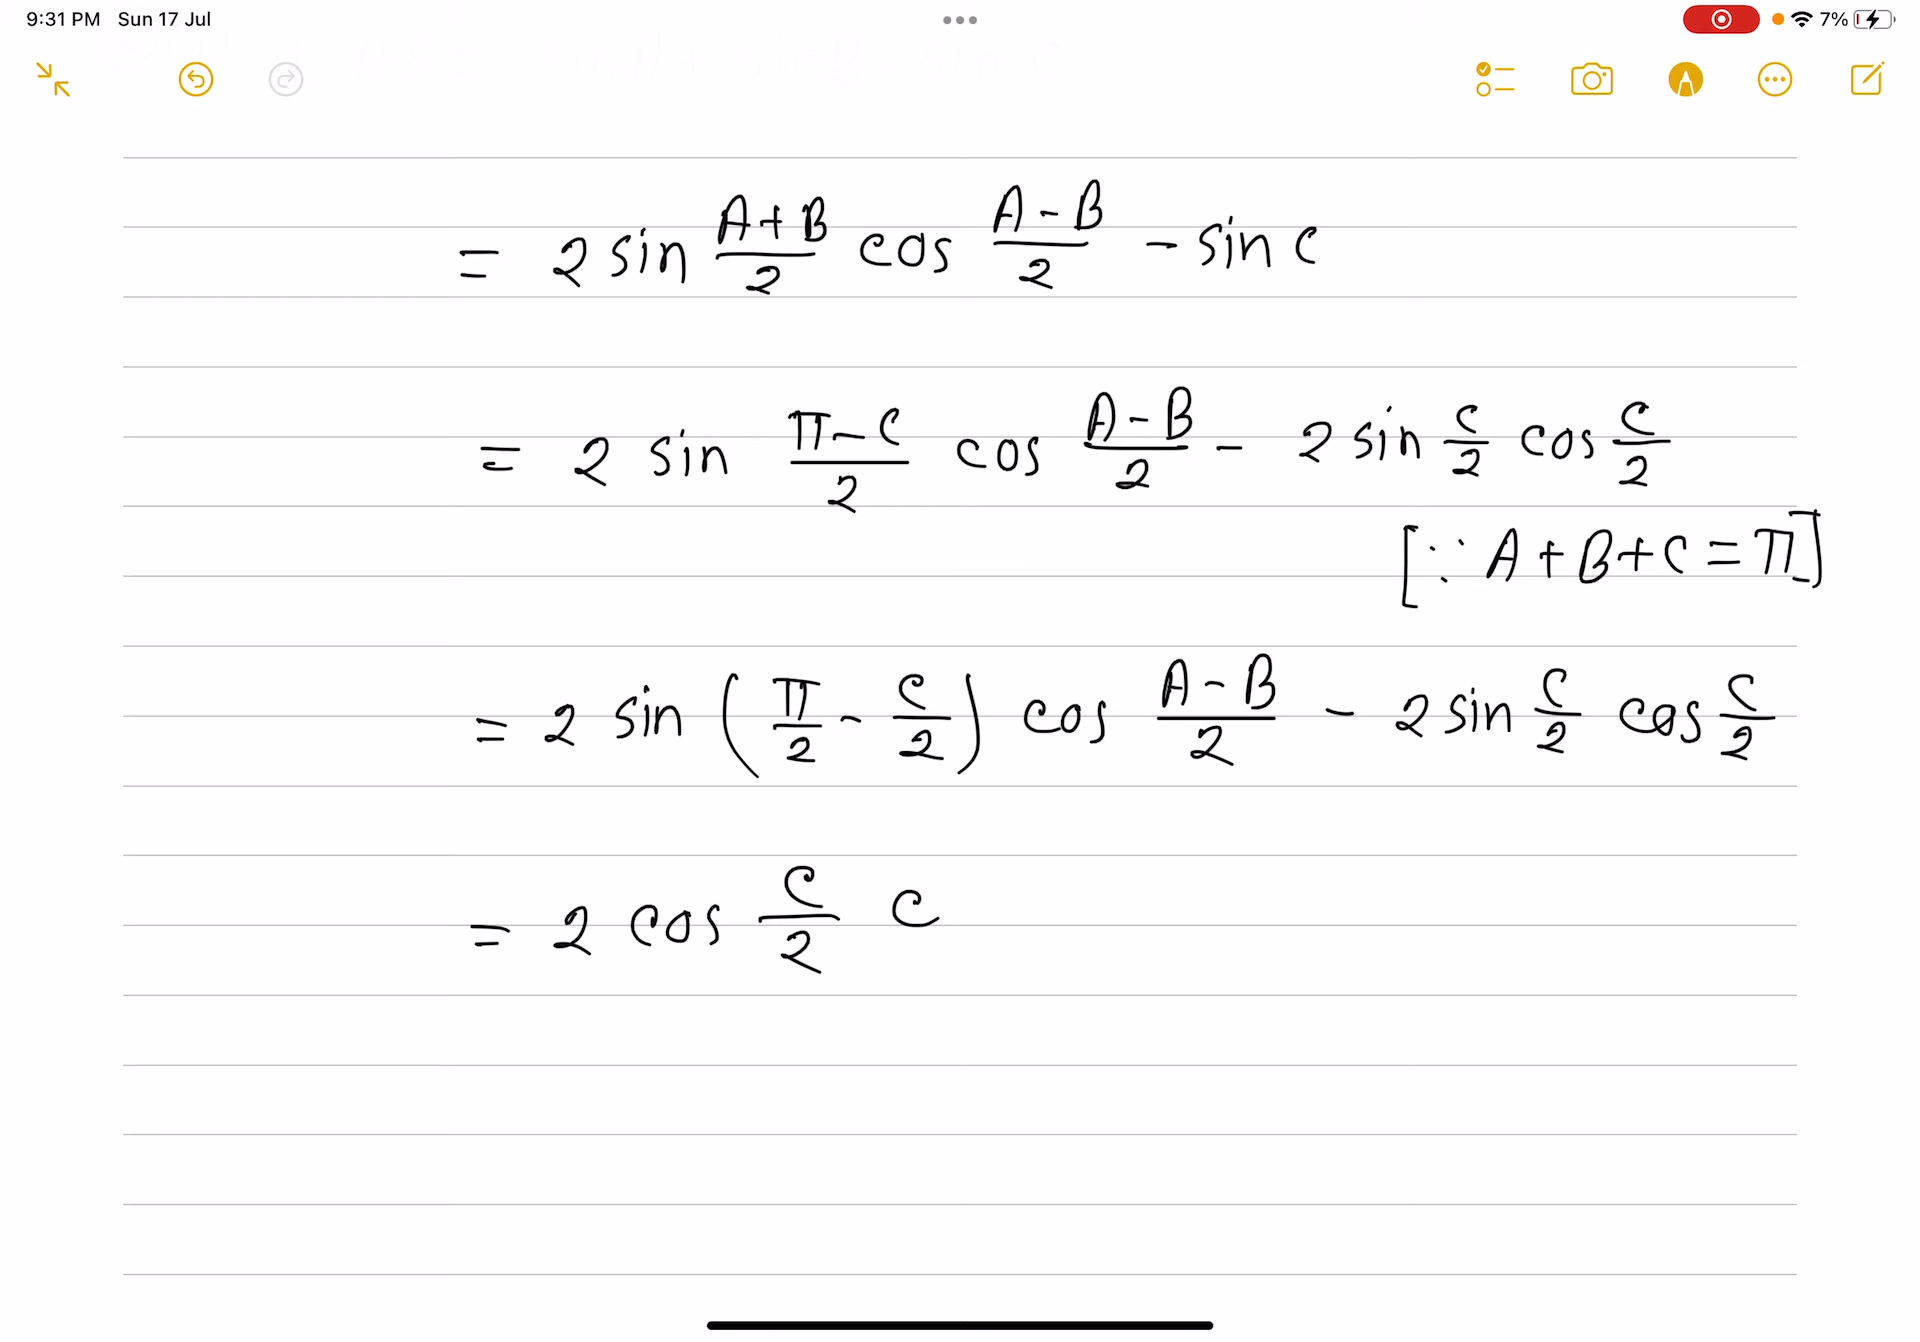 9:31 PM Sun 17 Jul 7%
= 2 sin (A+B)/2 cos (A-B)/2 - sin C
= 2 sin (π-C)/2 cos (A-B)/2 - 2 sin C/2 cos C/2
[∵ A+B+C=π]
= 2 sin (π/2 - C/2) cos (A-B)/2 - 2 sin C/2 cos C/2
= 2 cos C/2 c